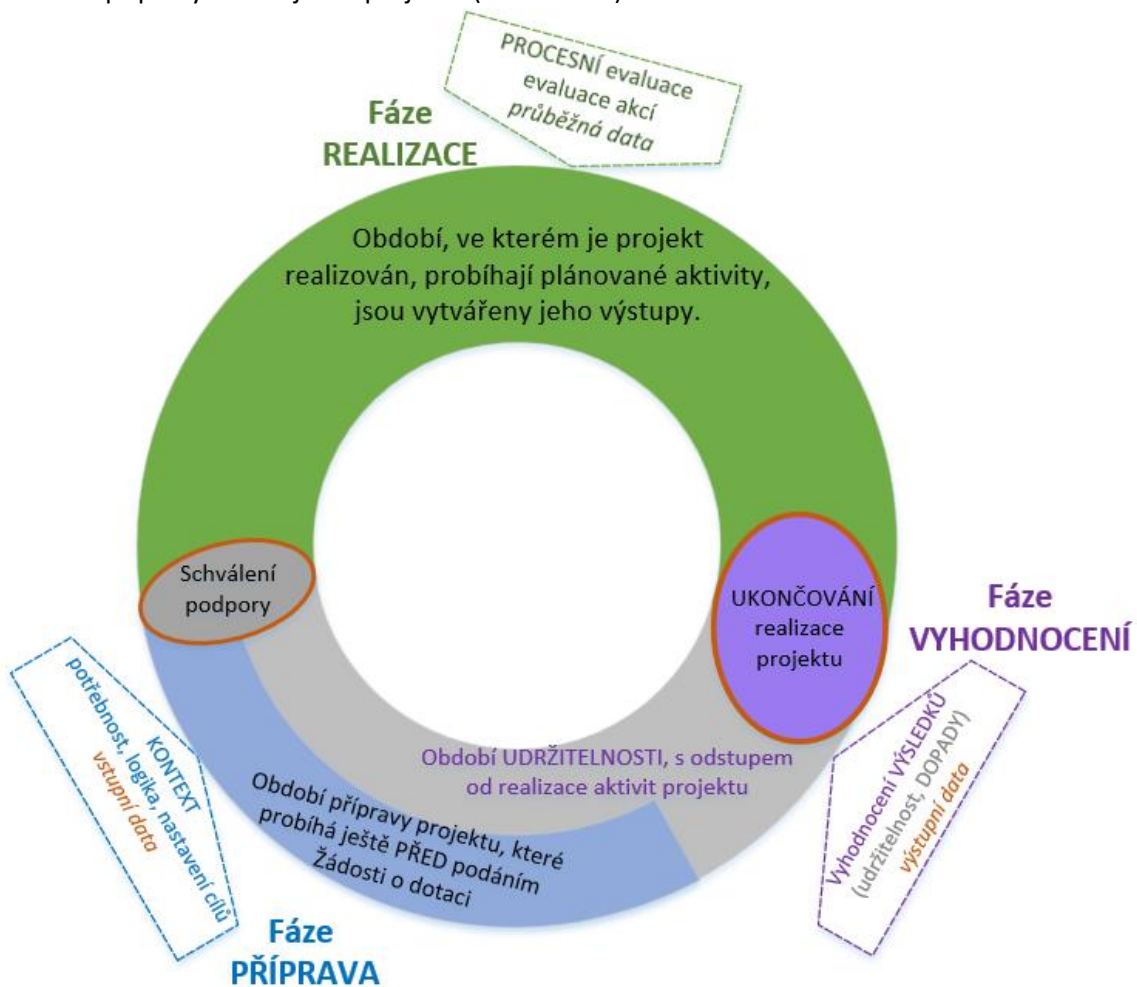 PROCESNÍ evaluace
evaluace akcí
průběžná data
Fáze
REALIZACE
Období, ve kterém je projekt
realizován, probíhají plánované aktivity,
jsou vytvářeny jeho výstupy.
Schválení
podpory
UKONČOVÁNÍ
realizace
projektu
Fáze
VYHODNOCENÍ
Vyhodnocení VÝSLEDKŮ
(udržitelnost, DOPADY)
výstupní data
Období UDRŽITELNOSTI, s odstupem
od realizace aktivit projektu
Období přípravy projektu, které
probíhá ještě PŘED podáním
Žádosti o dotaci
KONTEXT
potřebnost, logika, nastavení cílů
vstupní data
Fáze
PŘÍPRAVA